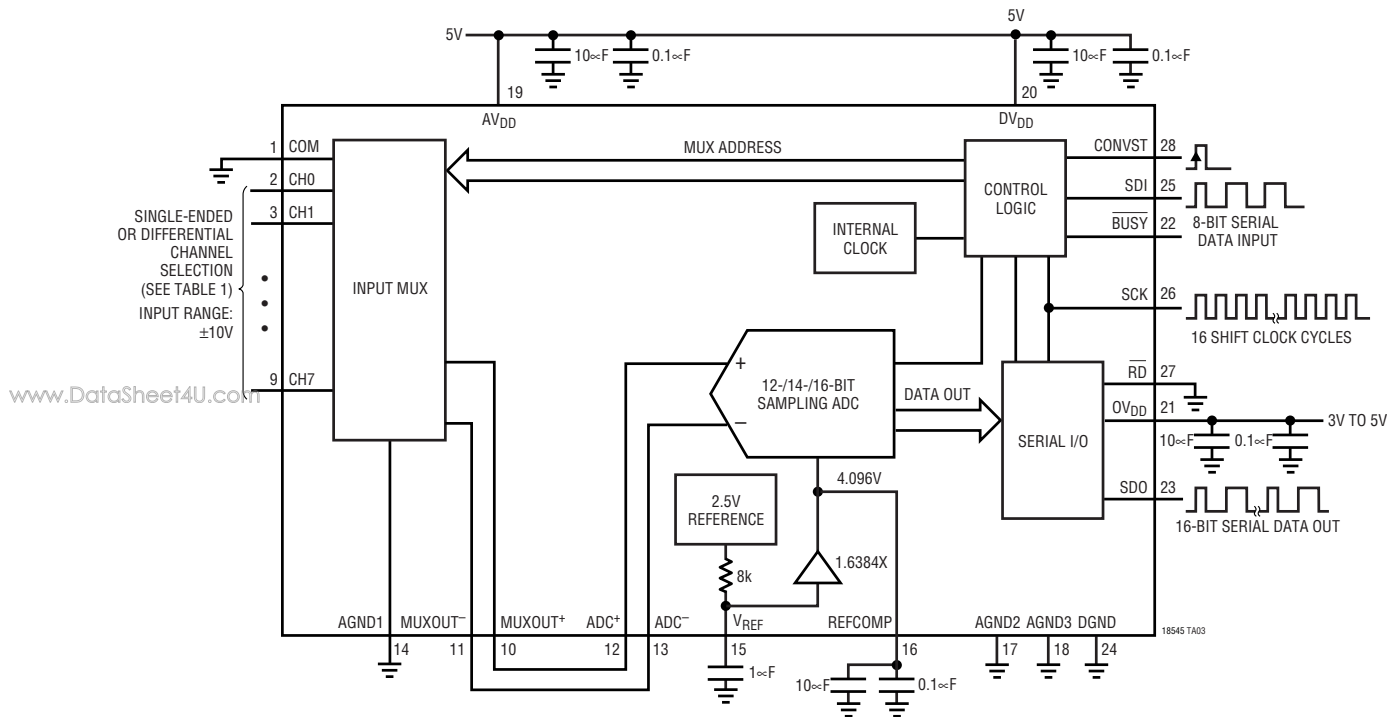 5V
5V
10∝F
0.1∝F
10∝F
0.1∝F
19
20
AVDD
DVDD
1 COM
MUX ADDRESS
CONVST 28
2 CH0
CONTROL
LOGIC
SDI 25
3 CH1
8-BIT SERIAL
DATA INPUT
SINGLE-ENDED
OR DIFFERENTIAL
CHANNEL
SELECTION
(SEE TABLE 1)
INPUT RANGE:
±10V
INTERNAL
CLOCK
BUSY 22
INPUT MUX
SCK 26
16 SHIFT CLOCK CYCLES
+
12-/14-/16-BIT
SAMPLING ADC
–
DATA OUT
RD 27
9 CH7
www.DataSheet4U.com
OVDD 21
3V TO 5V
SERIAL I/O
10∝F
0.1∝F
4.096V
SDO 23
2.5V
REFERENCE
16-BIT SERIAL DATA OUT
1.6384X
8k
AGND1
MUXOUT–
MUXOUT+
ADC+
ADC–
VREF
REFCOMP
AGND2
AGND3
DGND
18545 TA03
14
11
10
12
13
15
16
17
18
24
1∝F
10∝F
0.1∝F